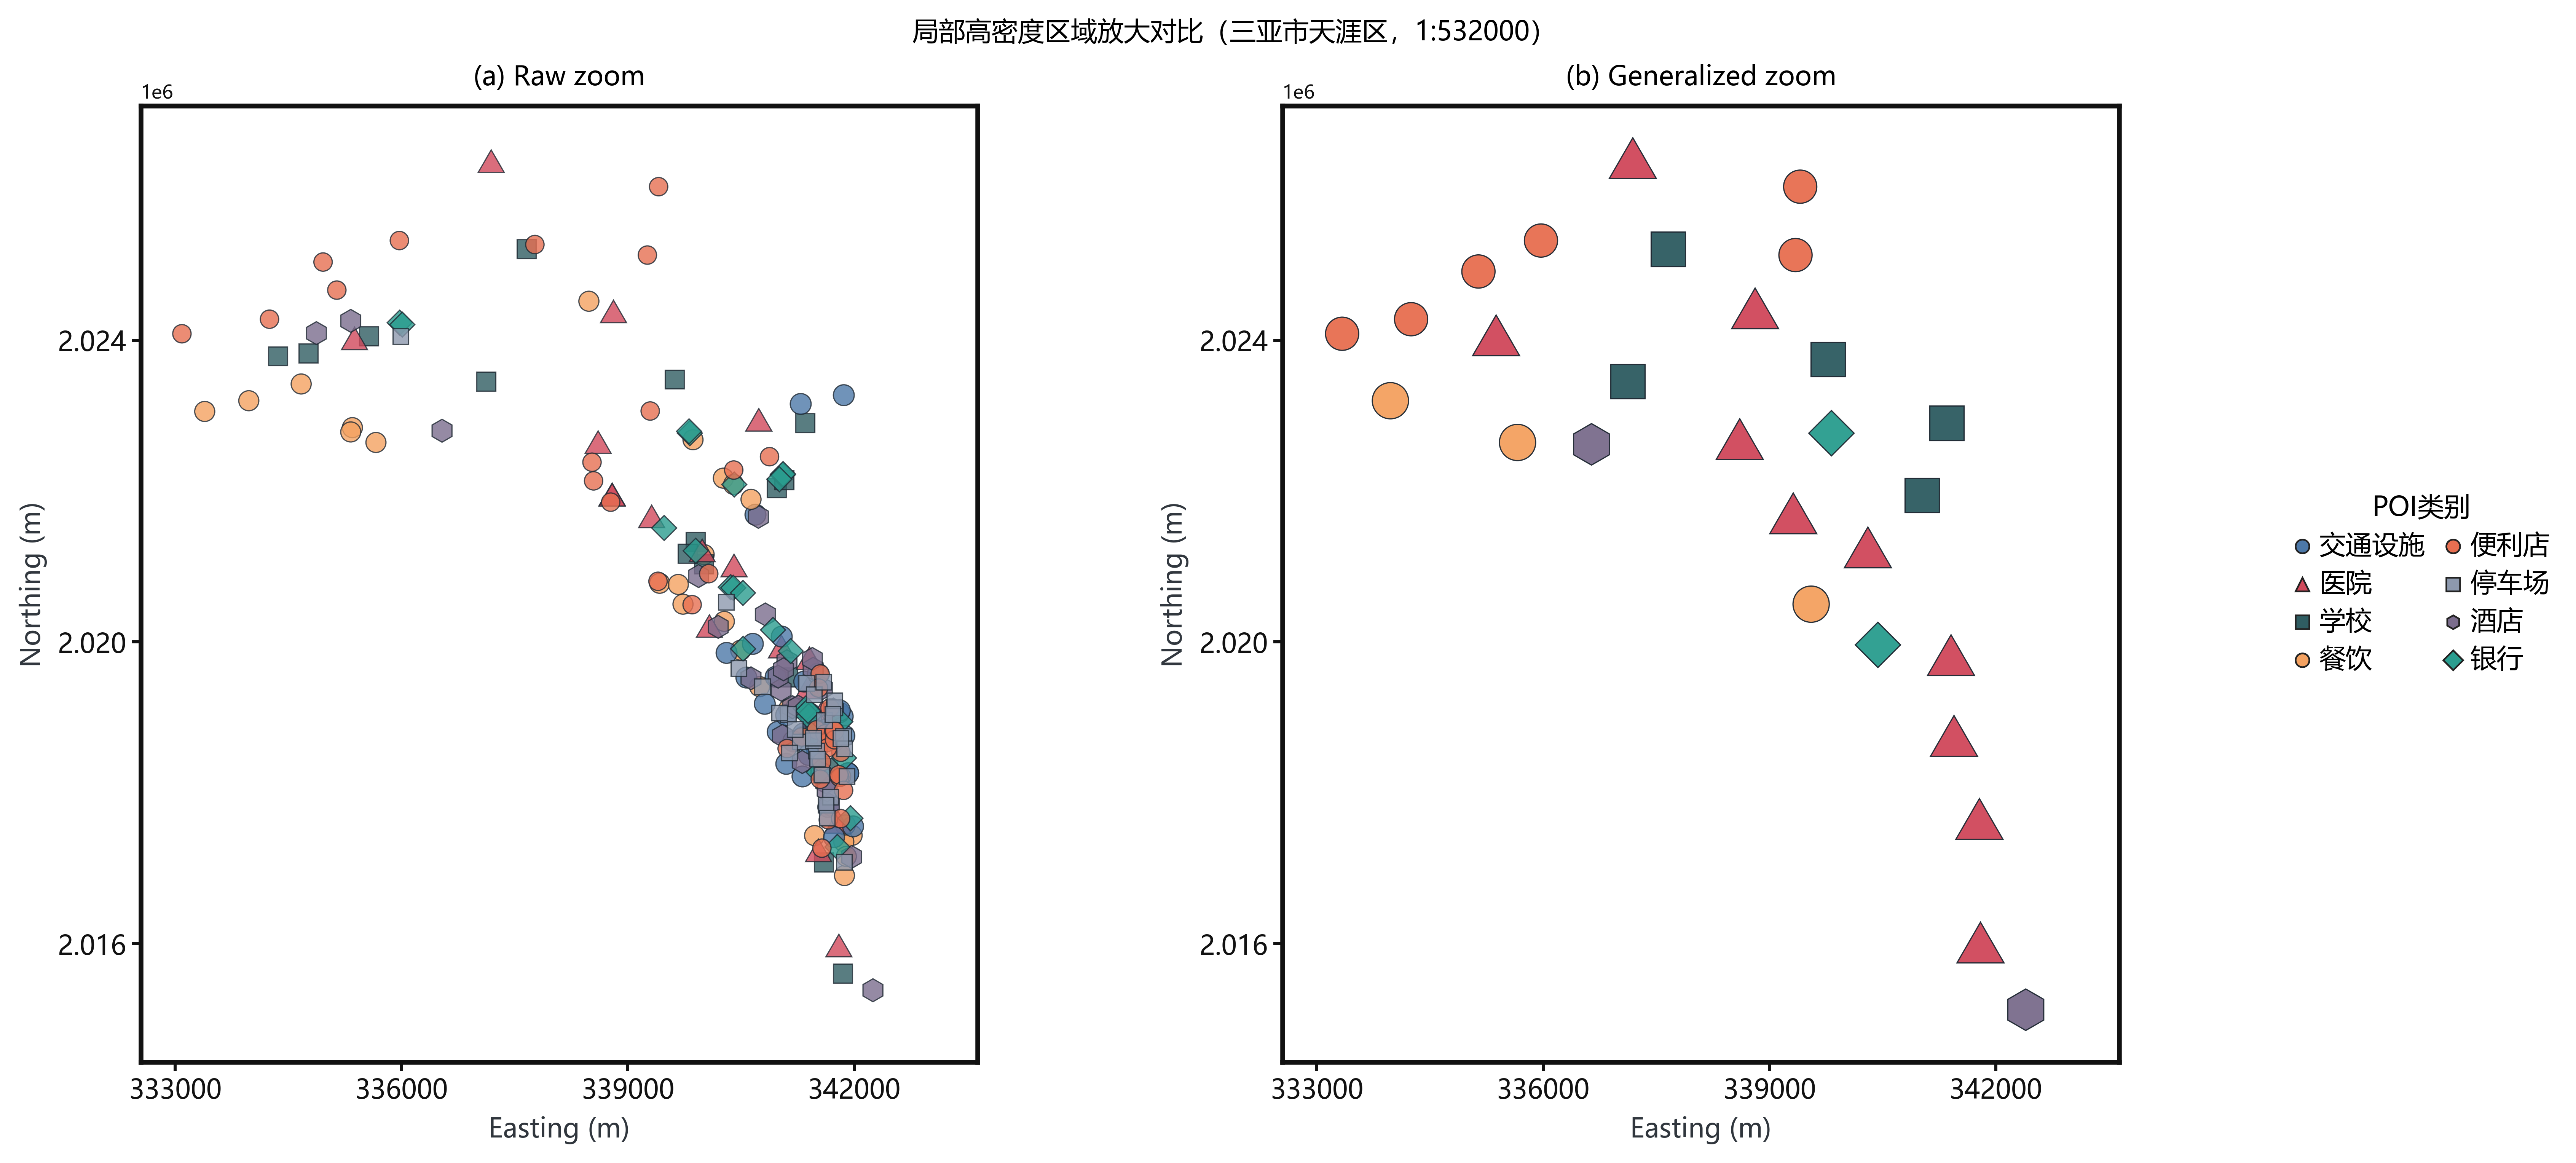 局部高密度区域放大对比（三亚市天涯区，1:532000）
(a) Raw zoom
1e6
Northing (m)
2.024
2.020
2.016
333000 336000 339000 342000
Easting (m)
(b) Generalized zoom
1e6
Northing (m)
2.024
2.020
2.016
333000 336000 339000 342000
Easting (m)
POI类别
交通设施 便利店
医院 停车场
学校 酒店
餐饮 银行